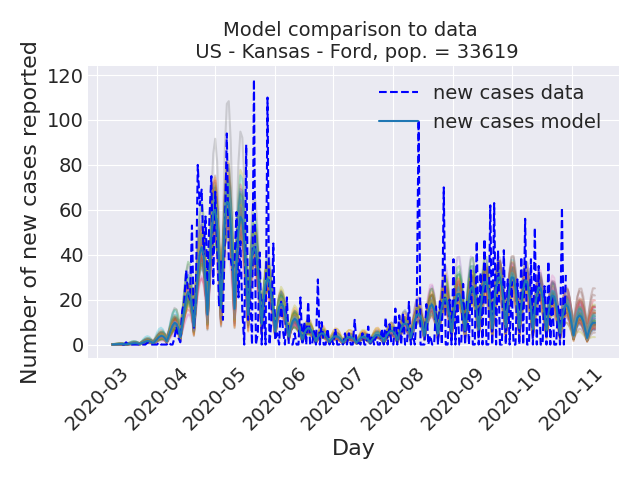 Model comparison to data
US - Kansas - Ford, pop. = 33619
Number of new cases reported
120
100
80
60
40
20
0
new cases data
new cases model
2020-03
2020-04
2020-05
2020-06
2020-07
2020-08
2020-09
2020-10
2020-11
Day